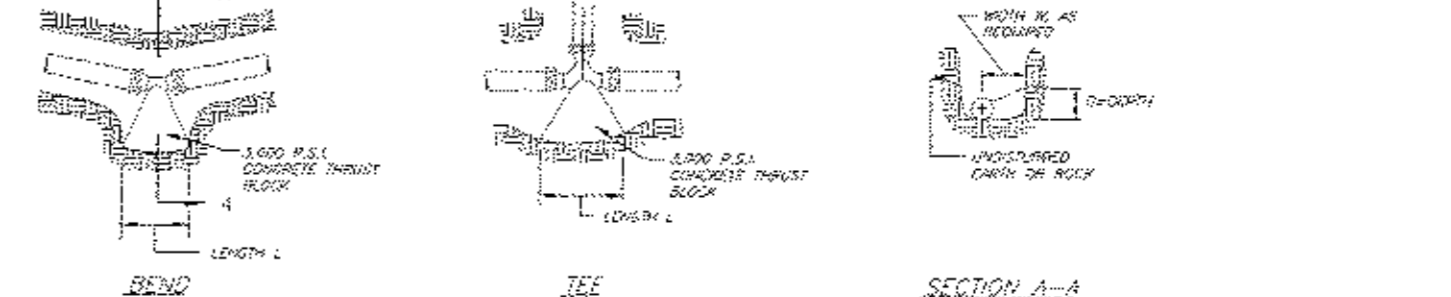 WIDTH W, AS
REQUIRED
D=DEPTH
3,000 P.S.I.
CONCRETE THRUST
BLOCK
3,000 P.S.I.
CONCRETE THRUST
BLOCK
UNDISTURBED
EARTH OR ROCK
A
LENGTH L
LENGTH L
BEND
TEE
SECTION A-A